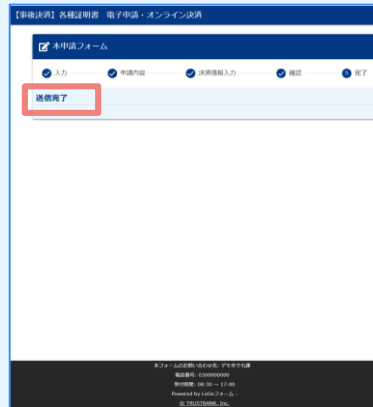 【事後決済】各種証明書　電子申請・オンライン決済
本申請フォーム
入力 申請内容 決済情報入力 確認 5 完了
送信完了
本フォームのお問い合わせ先: デモ市でも課
電話番号: 0300000000
受付時間: 08:30 ～ 17:00
Powered by LoGoフォーム -
© TRUSTBANK, Inc.